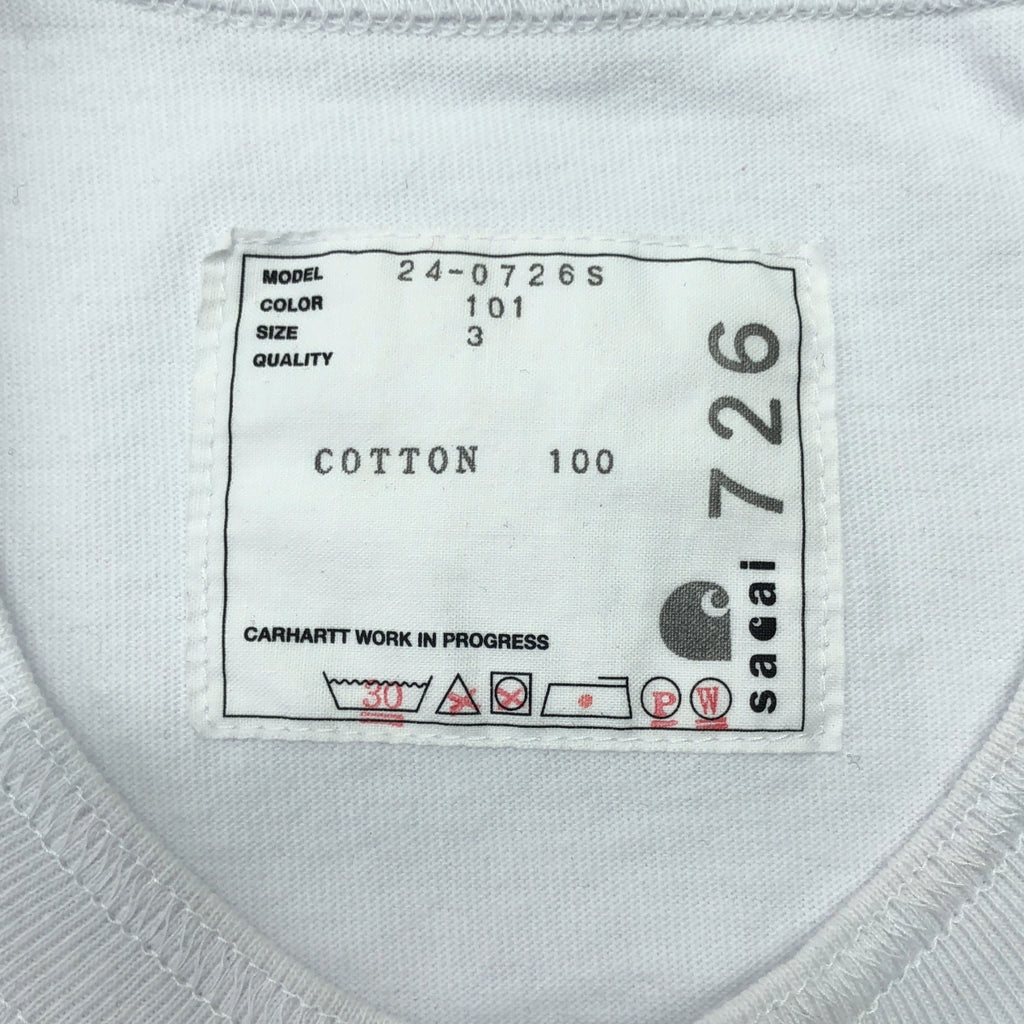 MODEL 24-0726S
COLOR 101
SIZE 3
QUALITY
COTTON 100
CARHARTT WORK IN PROGRESS
30 P W
sacai 726